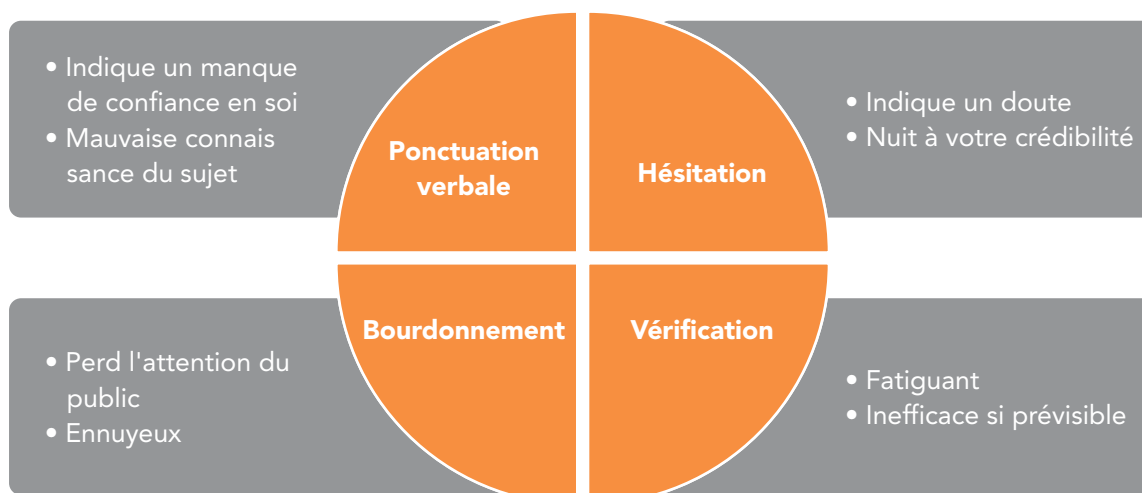 • Indique un manque
de confiance en soi
• Mauvaise connais
sance du sujet
Ponctuation
verbale
Hésitation
• Indique un doute
• Nuit à votre crédibilité
• Perd l'attention du
public
• Ennuyeux
Bourdonnement
Vérification
• Fatiguant
• Inefficace si prévisible